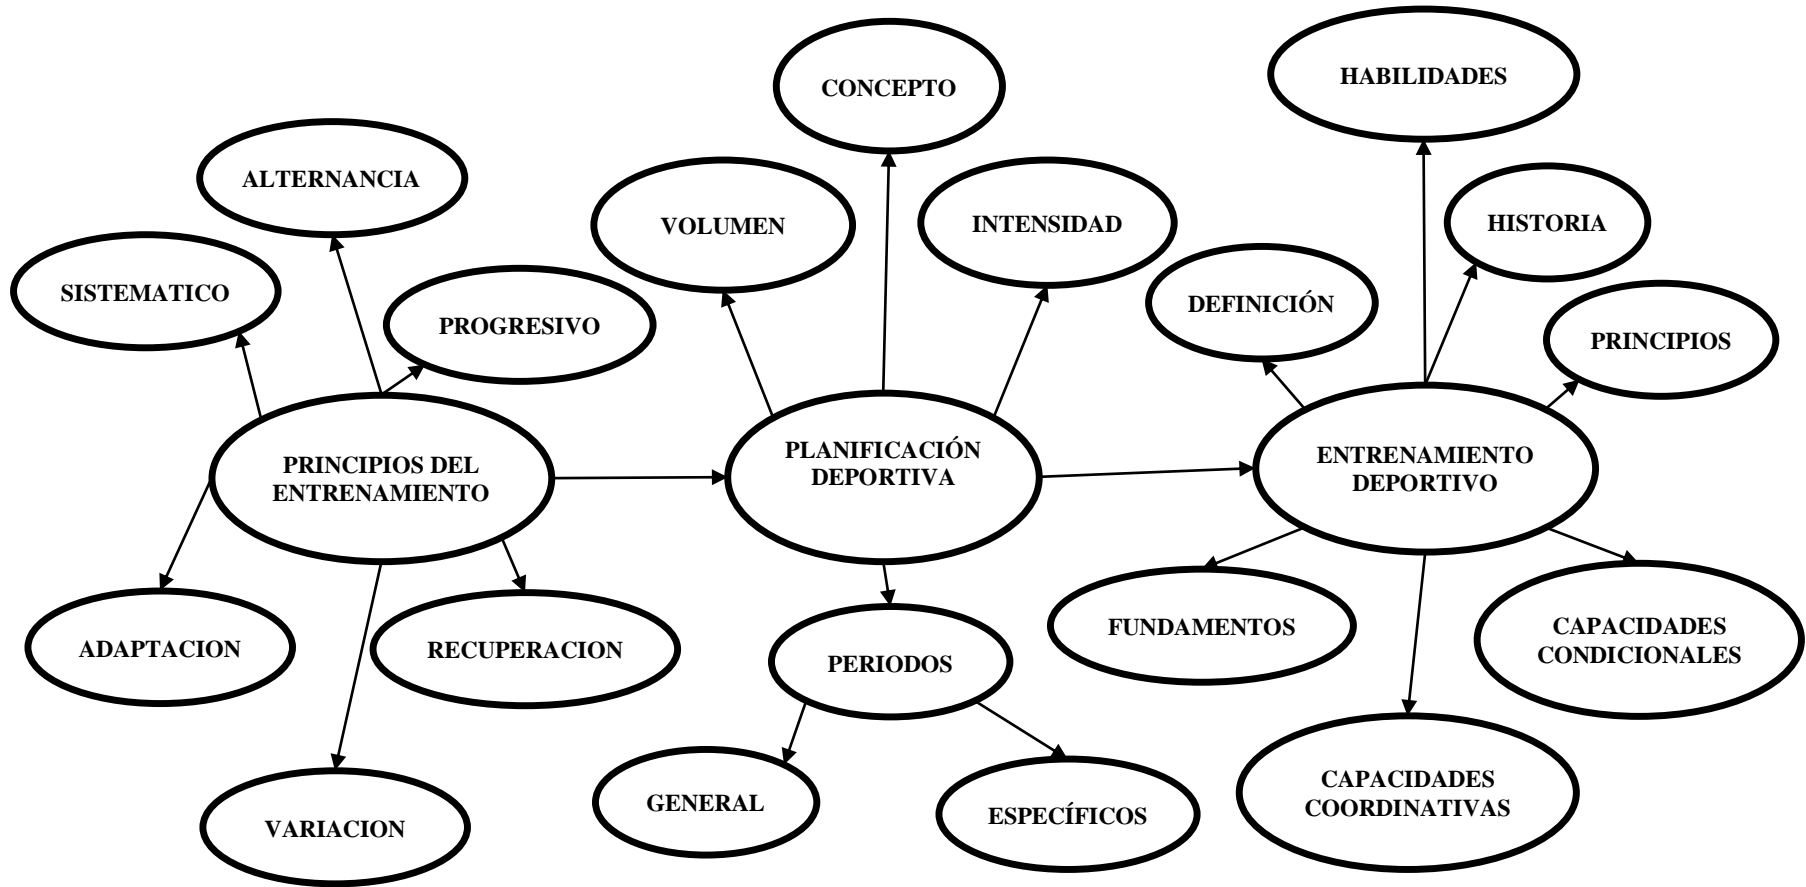 CONCEPTO
HABILIDADES
ALTERNANCIA
VOLUMEN
INTENSIDAD
HISTORIA
SISTEMATICO
PROGRESIVO
DEFINICIÓN
PRINCIPIOS
PRINCIPIOS DEL
ENTRENAMIENTO
PLANIFICACIÓN
DEPORTIVA
ENTRENAMIENTO
DEPORTIVO
ADAPTACION
RECUPERACION
PERIODOS
FUNDAMENTOS
CAPACIDADES
CONDICIONALES
VARIACION
GENERAL
ESPECÍFICOS
CAPACIDADES
COORDINATIVAS